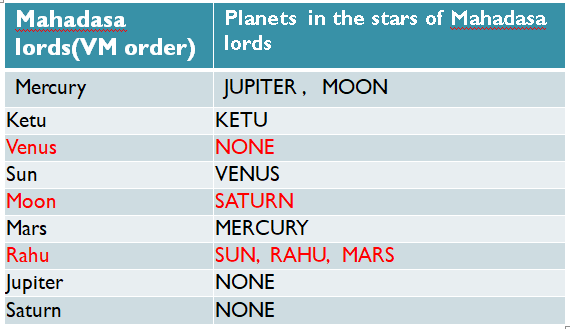 Mahadasa lords(VM order) Planets in the stars of Mahadasa lords
Mercury JUPITER , MOON
Ketu KETU
Venus NONE
Sun VENUS
Moon SATURN
Mars MERCURY
Rahu SUN, RAHU, MARS
Jupiter NONE
Saturn NONE